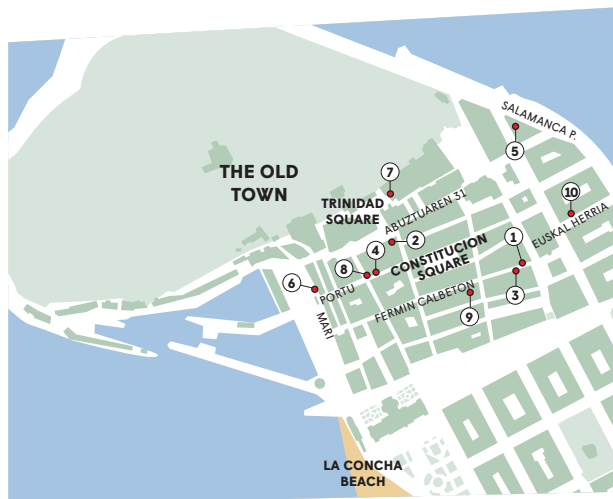 SALAMANCA P.
5
THE OLD
TOWN
7
TRINIDAD
SQUARE
10
ABUZTUAREN 31
2
EUSKAL HERRIA
1
4
CONSTITUCION
SQUARE
8
3
6
PORTU
FERMIN CALBETON
MARI
9
LA CONCHA
BEACH